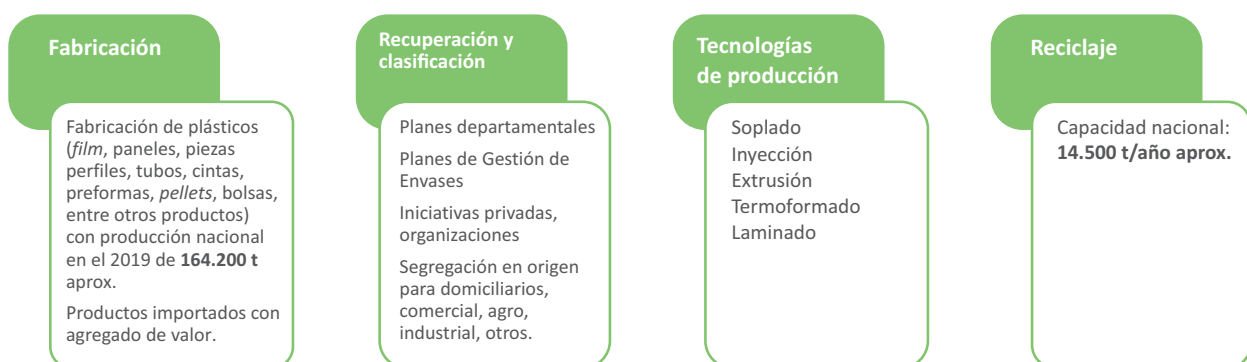 Fabricación
Fabricación de plásticos
(film, paneles, piezas
perfiles, tubos, cintas,
preformas, pellets, bolsas,
entre otros productos)
con producción nacional
en el 2019 de 164.200 t
aprox.
Productos importados con
agregado de valor.
Recuperación y
clasificación
Planes departamentales
Planes de Gestión de
Envases
Iniciativas privadas,
organizaciones
Segregación en origen
para domiciliarios,
comercial, agro,
industrial, otros.
Tecnologías
de producción
Soplado
Inyección
Extrusión
Termoformado
Laminado
Reciclaje
Capacidad nacional:
14.500 t/año aprox.